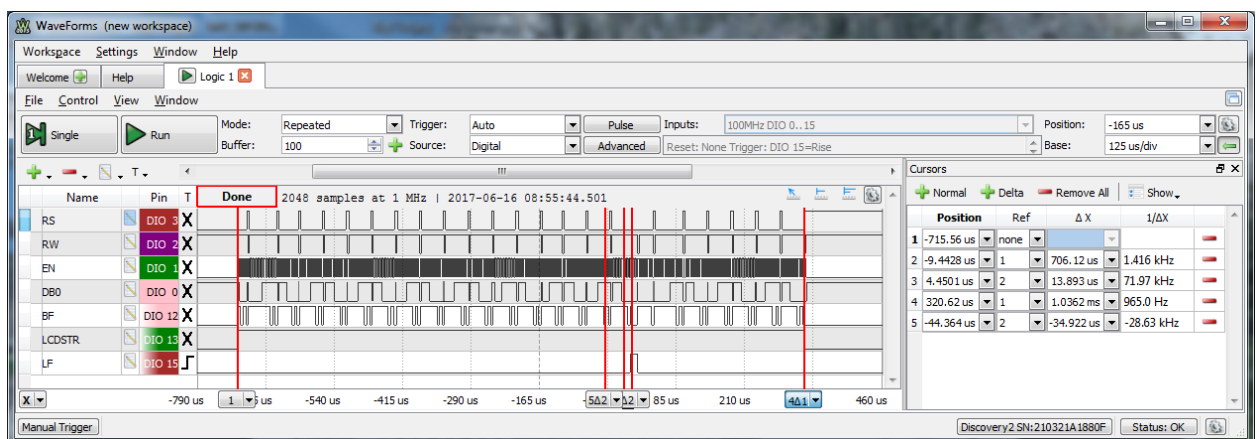 WaveForms (new workspace)
Workspace Settings Window Help
Welcome Help Logic 1
File Control View Window
Single Run Mode: Repeated Trigger: Auto Pulse Inputs: 100MHz DIO 0..15 Position: -165 us
Buffer: 100 Source: Digital Advanced Reset: None Trigger: DIO 15=Rise Base: 125 us/div
T
Cursors
Normal Delta Remove All Show
Name Pin T Done 2048 samples at 1 MHz | 2017-06-16 08:55:44.501
Position Ref Δ X 1/ΔX
RS DIO 3 X
RW DIO 2 X
EN DIO 1 X
DB0 DIO 0 X
BF DIO 12 X
LCDSTR DIO 13 X
LF DIO 15
1 -715.56 us none
2 -9.4428 us 1 706.12 us 1.416 kHz
3 4.4501 us 2 13.893 us 71.97 kHz
4 320.62 us 1 1.0362 ms 965.0 Hz
5 -44.364 us 2 -34.922 us -28.63 kHz
X -790 us 1 us -540 us -415 us -290 us -165 us 5Δ2 Δ2 85 us 210 us 4Δ1 460 us
Manual Trigger Discovery2 SN:210321A1880F Status: OK